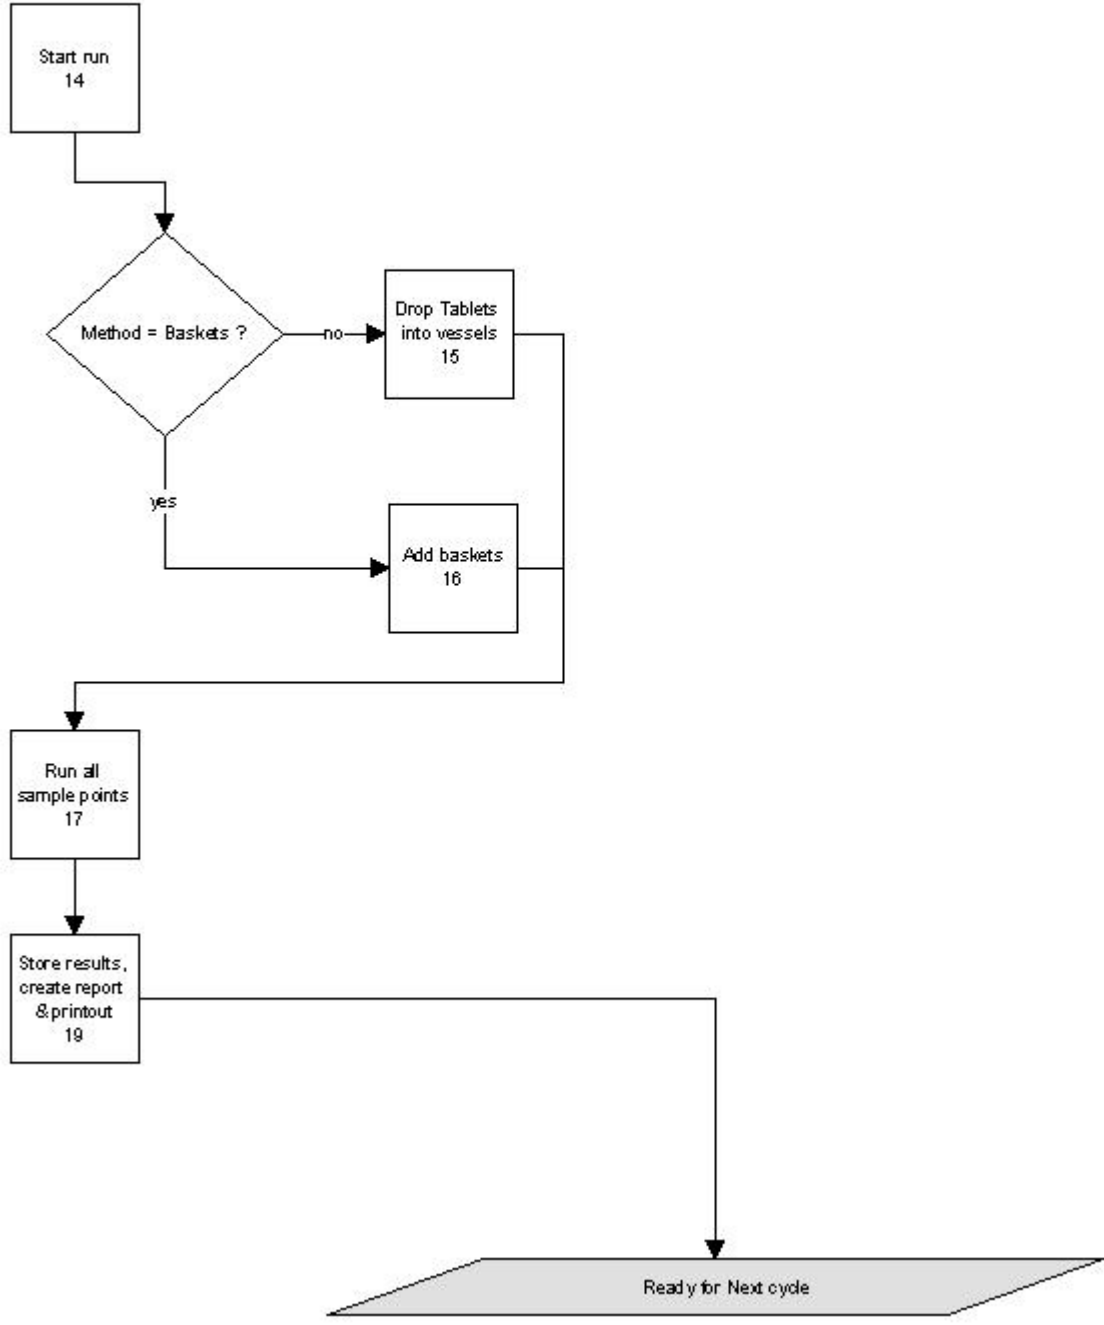 Start run
14
Method = Baskets ?
no
Drop Tablets
into vessels
15
yes
Add baskets
16
Run all
sample points
17
Store results,
create report
& printout
19
Ready for Next cycle